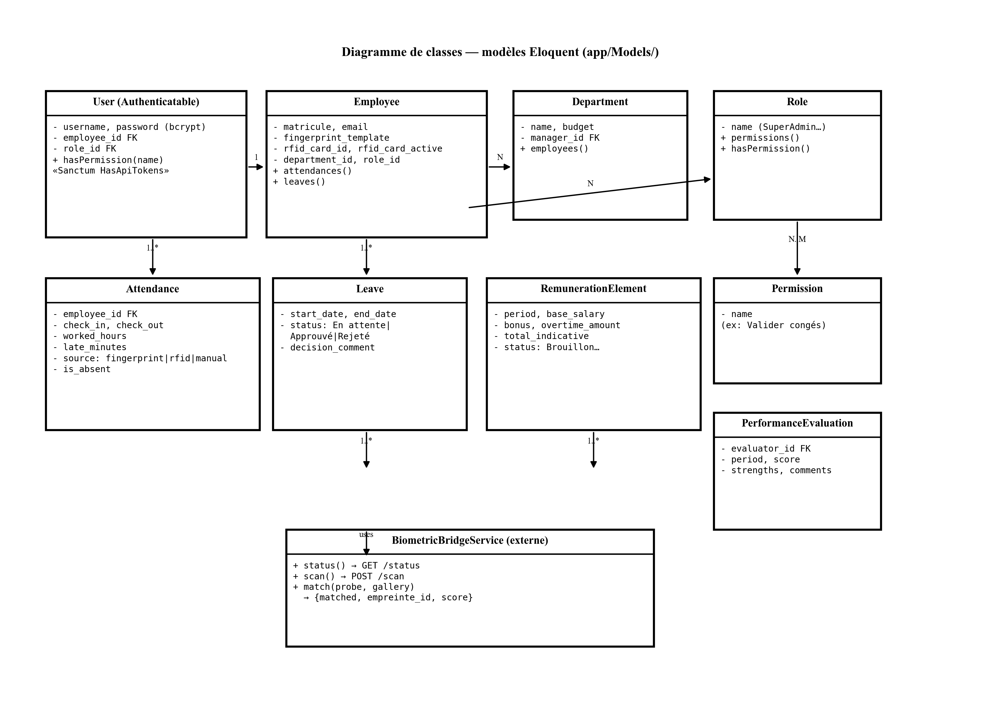 Diagramme de classes — modèles Eloquent (app/Models/)
User (Authenticatable)
- username, password (bcrypt)
- employee_id FK
- role_id FK
+ hasPermission(name)
«Sanctum HasApiTokens»
1
Employee
- matricule, email
- fingerprint_template
- rfid_card_id, rfid_card_active
- department_id, role_id
+ attendances()
+ leaves()
N
Department
- name, budget
- manager_id FK
+ employees()
N
Role
- name (SuperAdmin…)
+ permissions()
+ hasPermission()
1..*
1..*
N..M
Attendance
- employee_id FK
- check_in, check_out
- worked_hours
- late_minutes
- source: fingerprint|rfid|manual
- is_absent
Leave
- start_date, end_date
- status: En attente|
Approuvé|Rejeté
- decision_comment
RemunerationElement
- period, base_salary
- bonus, overtime_amount
- total_indicative
- status: Brouillon…
Permission
- name
(ex: Valider congés)
1..*
1..*
PerformanceEvaluation
- evaluator_id FK
- period, score
- strengths, comments
uses
BiometricBridgeService (externe)
+ status() → GET /status
+ scan() → POST /scan
+ match(probe, gallery)
→ {matched, empreinte_id, score}